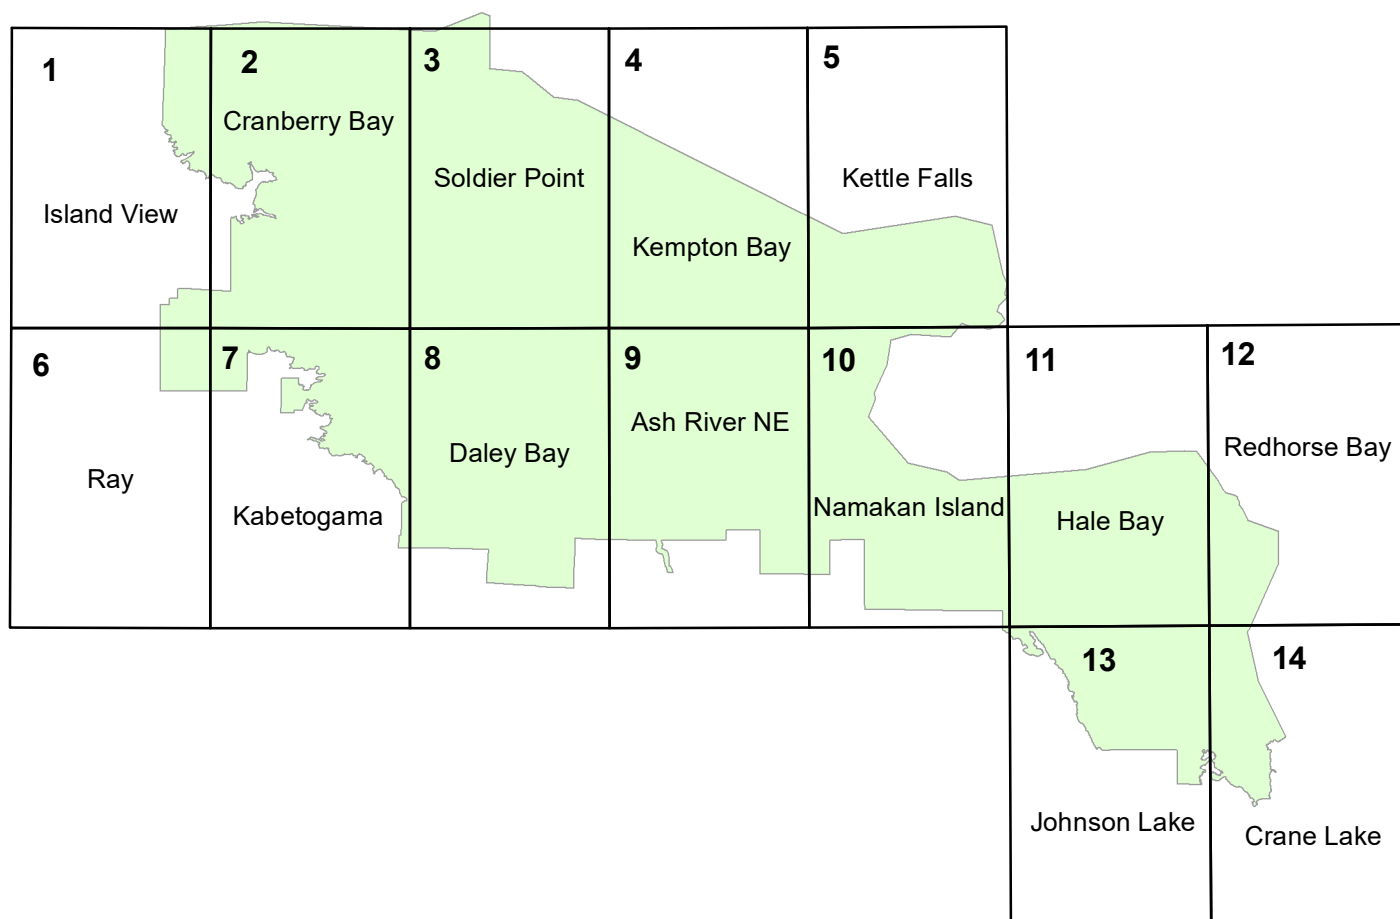 1
2
3
4
5
Cranberry Bay
Soldier Point
Kettle Falls
Island View
Kempton Bay
6
7
8
9
10
11
12
Ash River NE
Redhorse Bay
Daley Bay
Ray
Namakan Island
Kabetogama
Hale Bay
13
14
Johnson Lake
Crane Lake